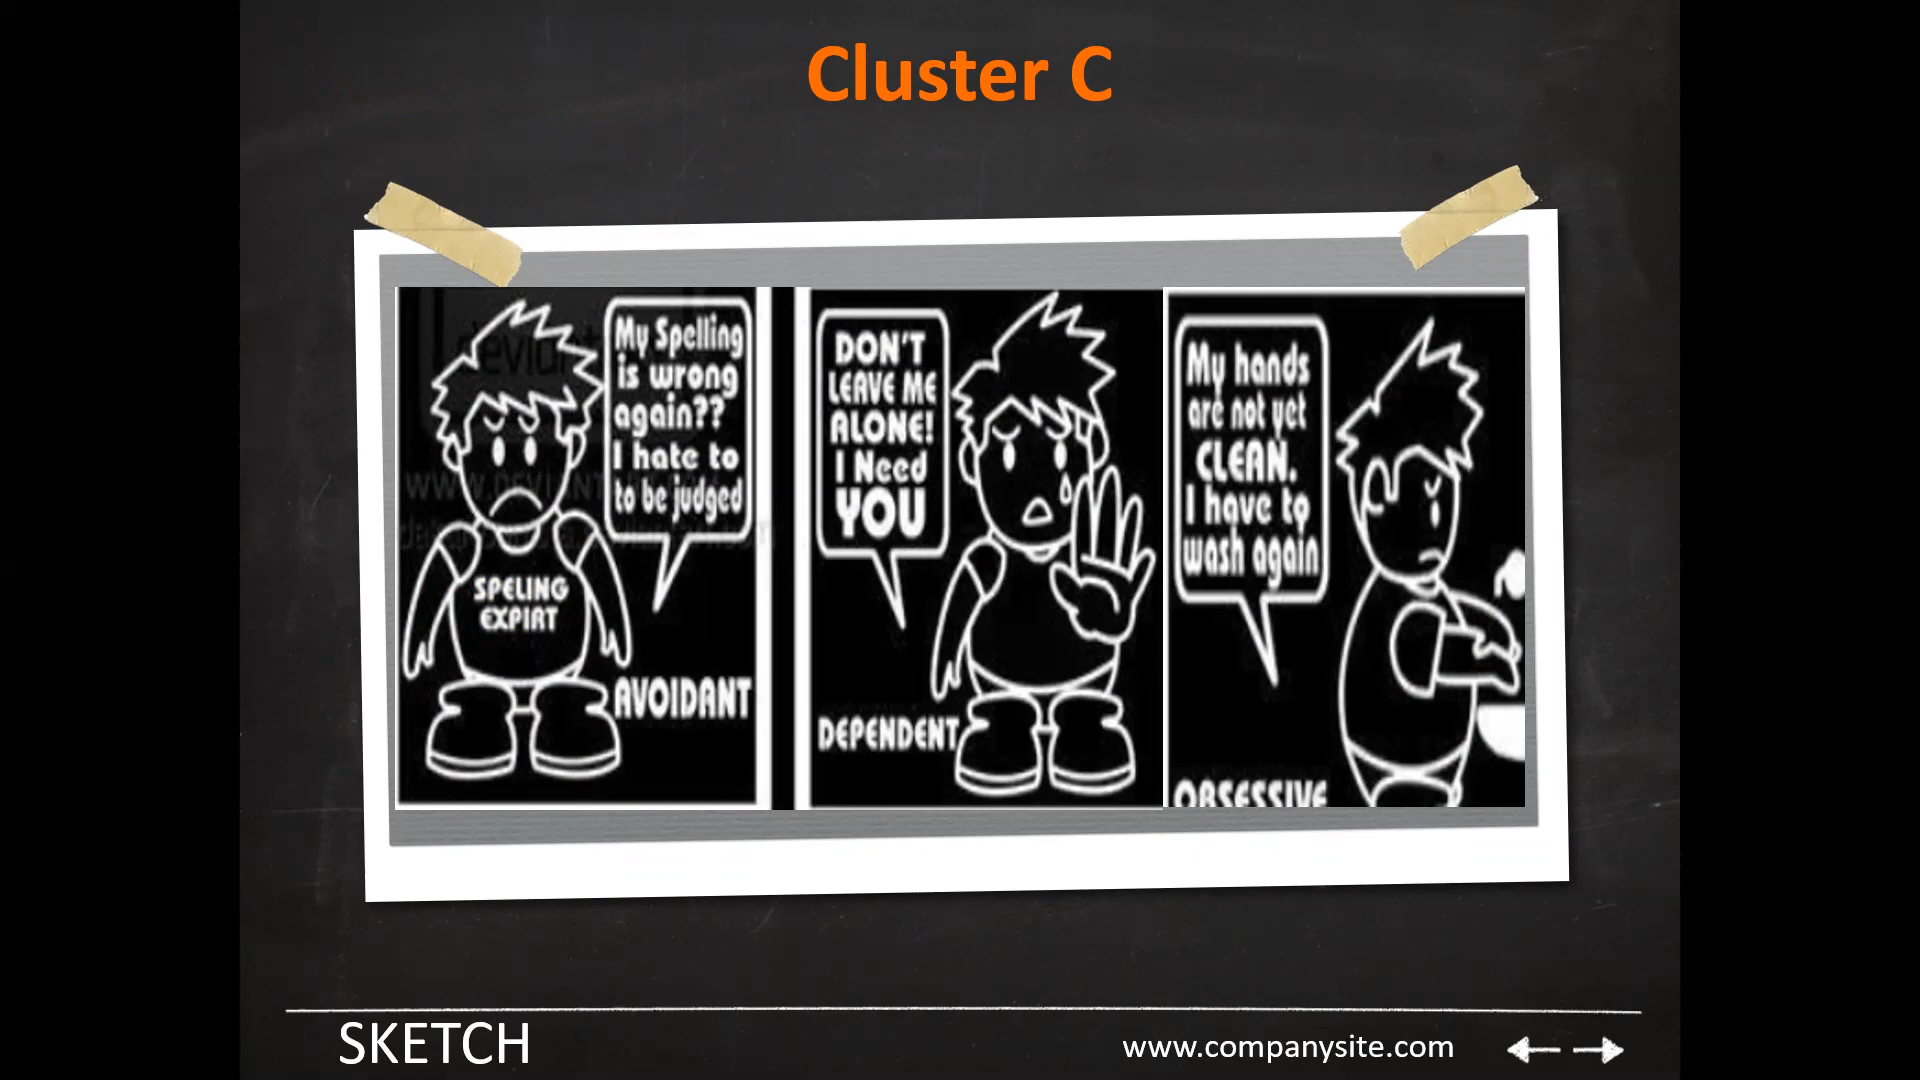 Cluster C
My Spelling
is wrong
again??
I hate to
to be judged
SPELING
EXPIRT
AVOIDANT
DON'T
LEAVE ME
ALONE!
I Need
YOU
DEPENDENT
My hands
are not yet
CLEAN.
I have to
wash again
OBSESSIVE
SKETCH
www.companysite.com